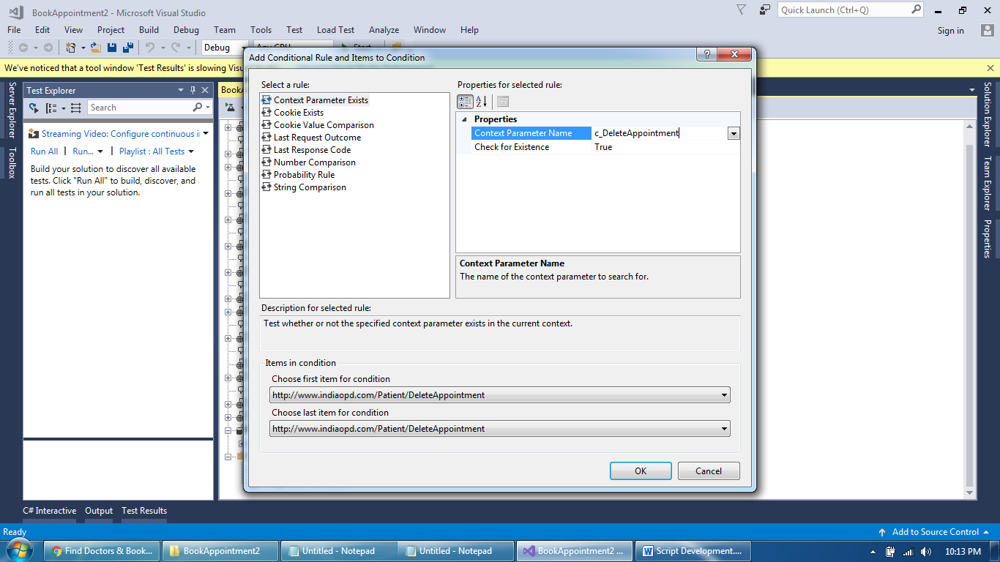 BookAppointment2 - Microsoft Visual Studio
Quick Launch (Ctrl+Q)
File Edit View Project Build Debug Team Tools Test Load Test Analyze Window Help
Sign in
Debug
Add Conditional Rule and Items to Condition
We've noticed that a tool window 'Test Results' is slowing
Server Explorer
Toolbox
Test Explorer
Search
Streaming Video: Configure continuous
Run All Run... Playlist : All Tests
Build your solution to discover all available
tests. Click "Run All" to build, discover, and
run all tests in your solution.
Select a rule:
Context Parameter Exists
Cookie Exists
Cookie Value Comparison
Last Request Outcome
Last Response Code
Number Comparison
Probability Rule
String Comparison
Properties for selected rule:
Properties
Context Parameter Name c_DeleteAppointment
Check for Existence True
Context Parameter Name
The name of the context parameter to search for.
Description for selected rule:
Test whether or not the specified context parameter exists in the current context.
Items in condition
Choose first item for condition
http://www.indiaopd.com/Patient/DeleteAppointment
Choose last item for condition
http://www.indiaopd.com/Patient/DeleteAppointment
OK Cancel
Solution Explorer
Team Explorer
Properties
C# Interactive Output Test Results
Ready
Add to Source Control
Find Doctors & Book... BookAppointment2 Untitled - Notepad Untitled - Notepad BookAppointment2 ... Script Development.... 10:13 PM